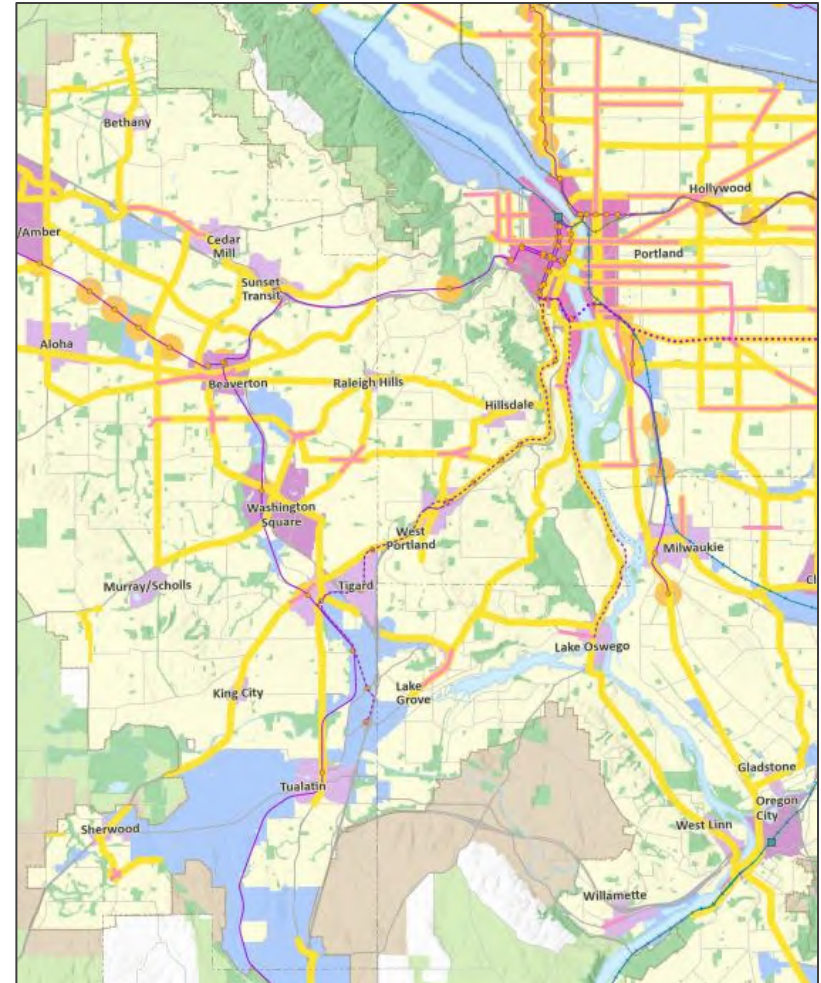 Bethany
Hollywood
/Amber
Cedar
Mill
Portland
Sunset
Transit
Aloha
Beaverton
Raleigh Hills
Hillsdale
Washington
Square
West
Portland
Milwaukie
Murray/Scholls
Tigard
Cl
Lake Oswego
King City
Lake
Grove
Gladstone
Tualatin
Oregon
City
Sherwood
West Linn
Willamette